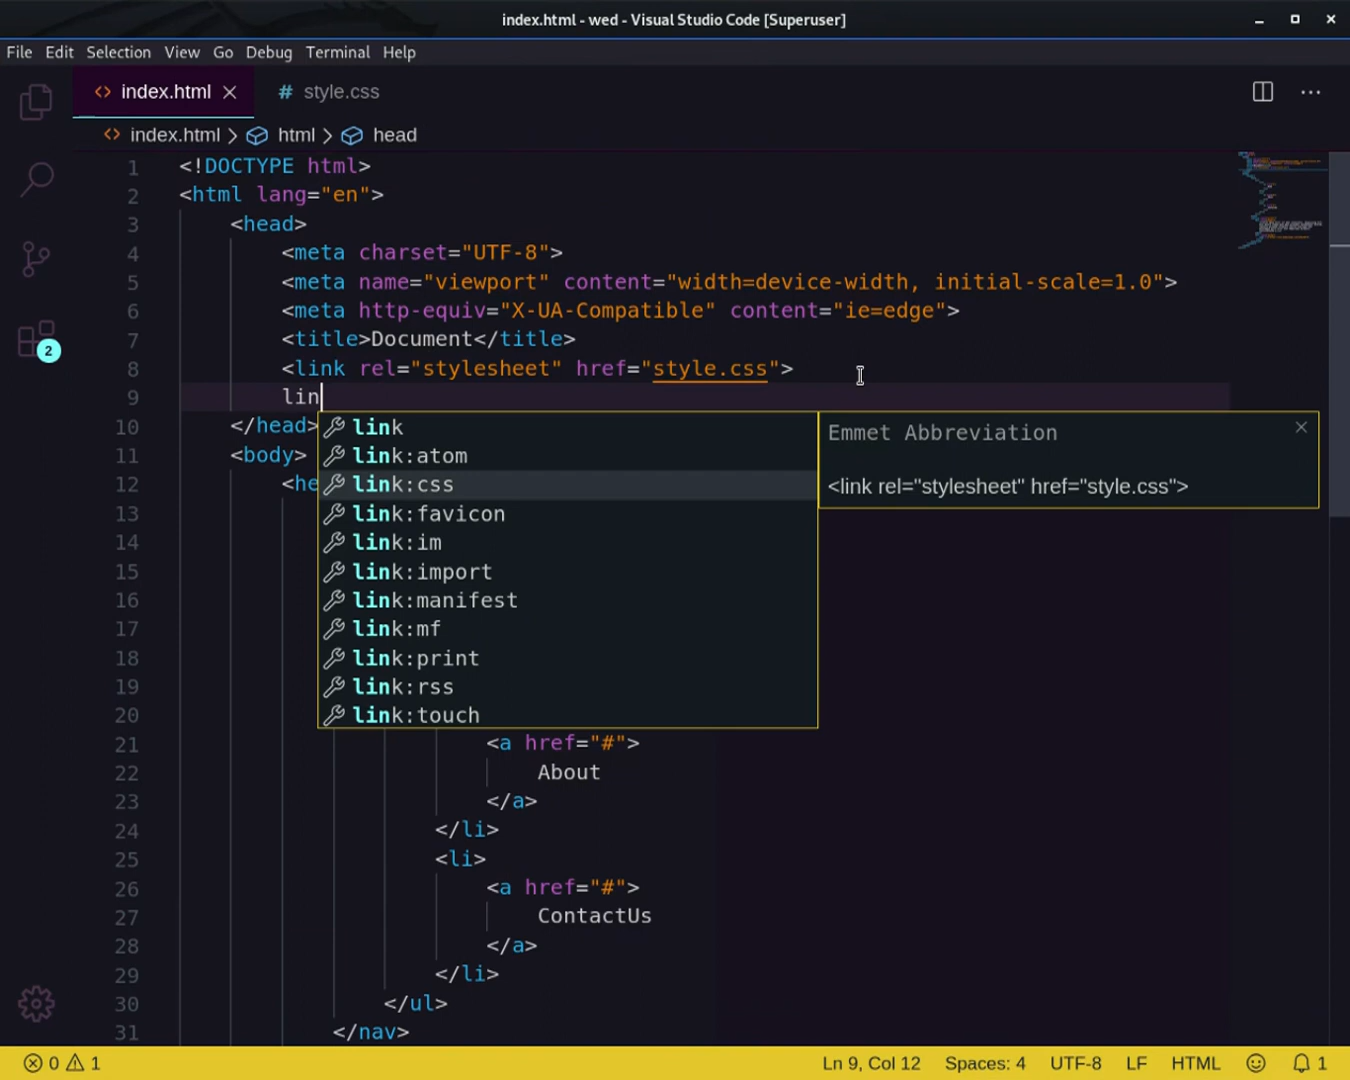 index.html - wed - Visual Studio Code [Superuser]
File Edit Selection View Go Debug Terminal Help
index.html # style.css
index.html > html > head
1 <!DOCTYPE html>
2 <html lang="en">
3 <head>
4 <meta charset="UTF-8">
5 <meta name="viewport" content="width=device-width, initial-scale=1.0">
6 <meta http-equiv="X-UA-Compatible" content="ie=edge">
7 <title>Document</title>
8 <link rel="stylesheet" href="style.css">
9 lin
10 </head>
11 <body>
12 <he
13
14
15
16
17
18
19
20
link
link:atom
link:css
link:favicon
link:im
link:import
link:manifest
link:mf
link:print
link:rss
link:touch
Emmet Abbreviation
<link rel="stylesheet" href="style.css">
21 <a href="#">
22 About
23 </a>
24 </li>
25 <li>
26 <a href="#">
27 ContactUs
28 </a>
29 </li>
30 </ul>
31 </nav>
2
0 1 Ln 9, Col 12 Spaces: 4 UTF-8 LF HTML 1